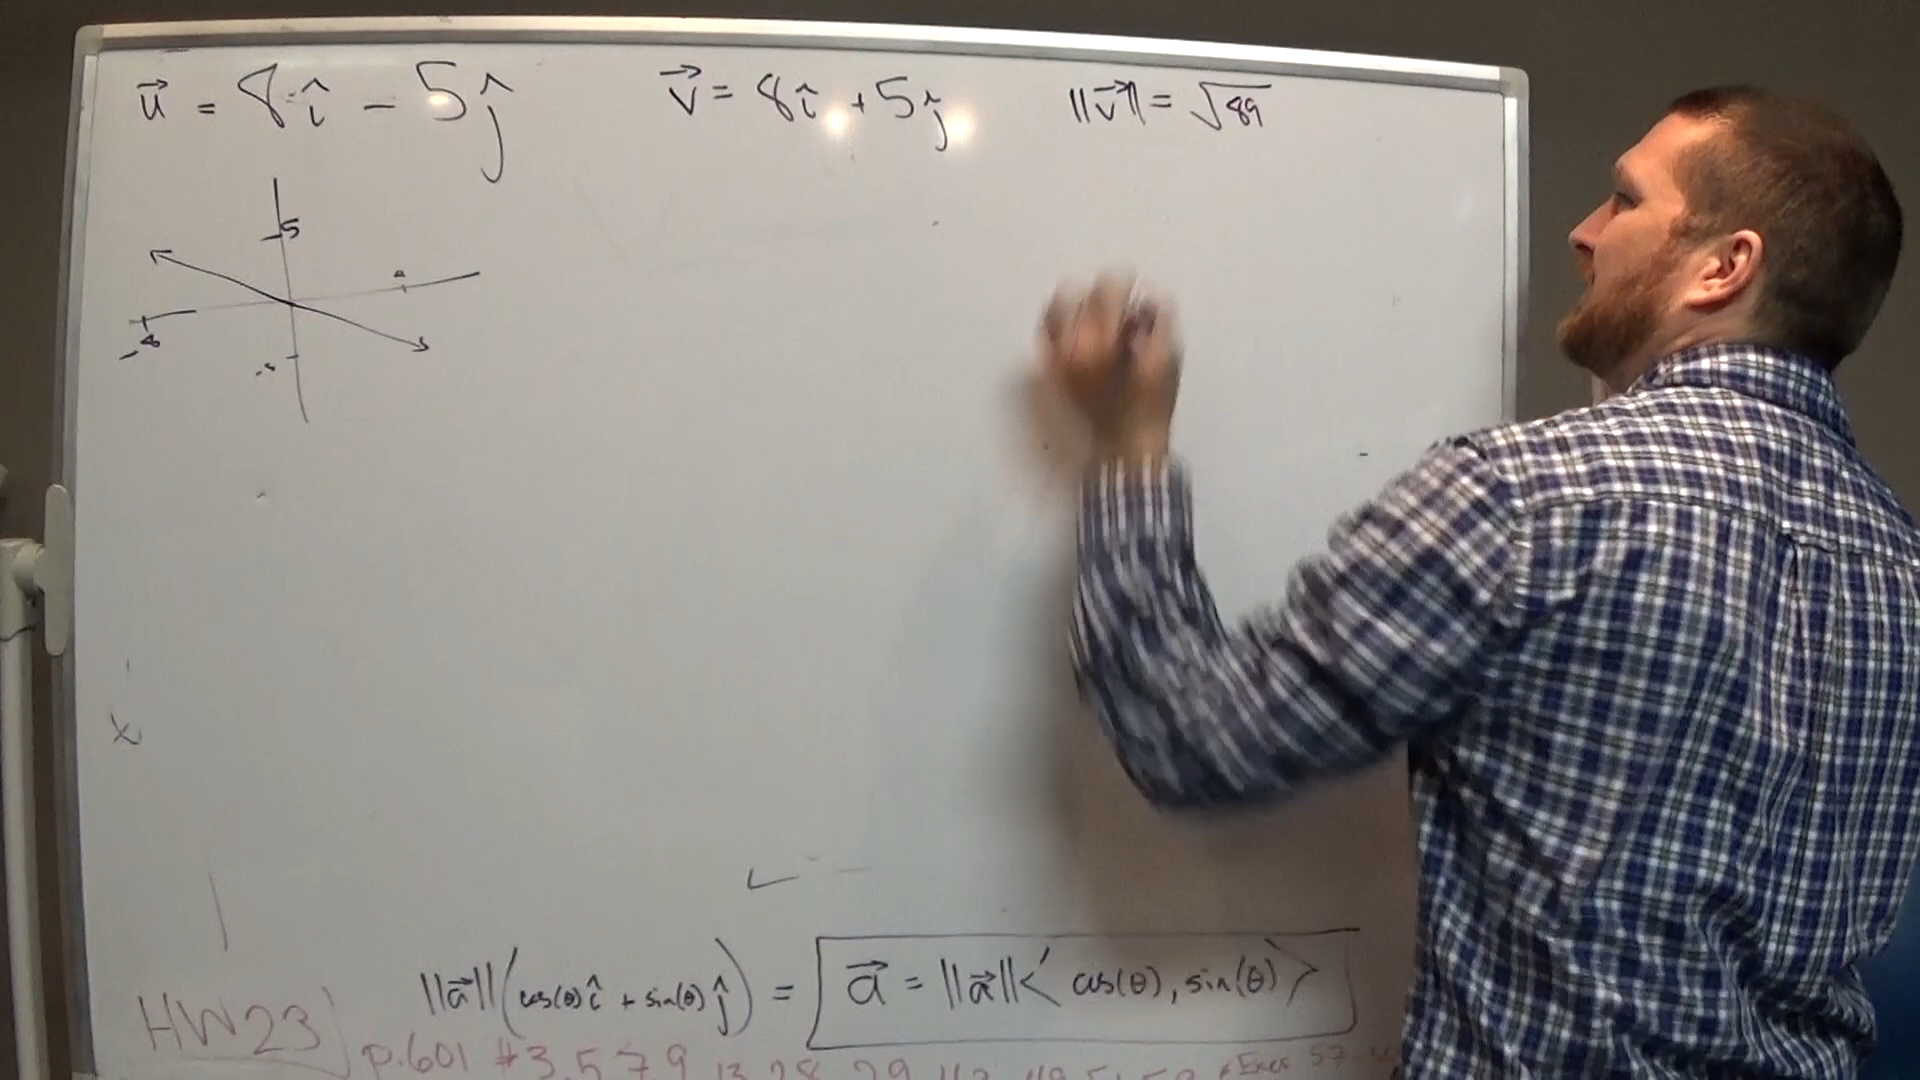 u⃗ = 8î - 5ĵ
v⃗ = 8î + 5ĵ
||v⃗|| = √89
5
-8
||a⃗||(cos(θ)î + sin(θ)ĵ) = a⃗ = ||a⃗||< cos(θ), sin(θ) >
HW23
p.601 #3,5,7,9